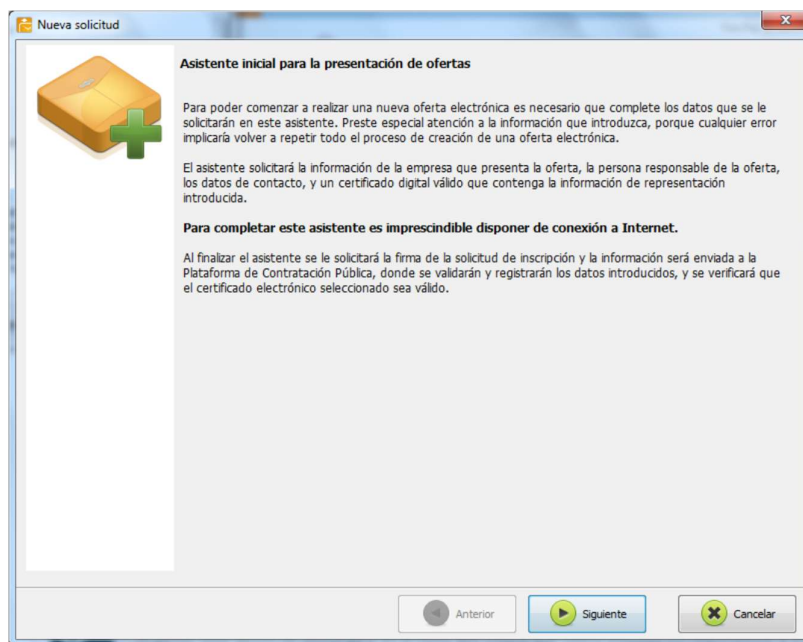 Nueva solicitud
Asistente inicial para la presentación de ofertas
Para poder comenzar a realizar una nueva oferta electrónica es necesario que complete los datos que se le
solicitarán en este asistente. Preste especial atención a la información que introduzca, porque cualquier error
implicaría volver a repetir todo el proceso de creación de una oferta electrónica.
El asistente solicitará la información de la empresa que presenta la oferta, la persona responsable de la oferta,
los datos de contacto, y un certificado digital válido que contenga la información de representación
introducida.
Para completar este asistente es imprescindible disponer de conexión a Internet.
Al finalizar el asistente se le solicitará la firma de la solicitud de inscripción y la información será enviada a la
Plataforma de Contratación Pública, donde se validarán y registrarán los datos introducidos, y se verificará que
el certificado electrónico seleccionado sea válido.
Anterior
Siguiente
Cancelar